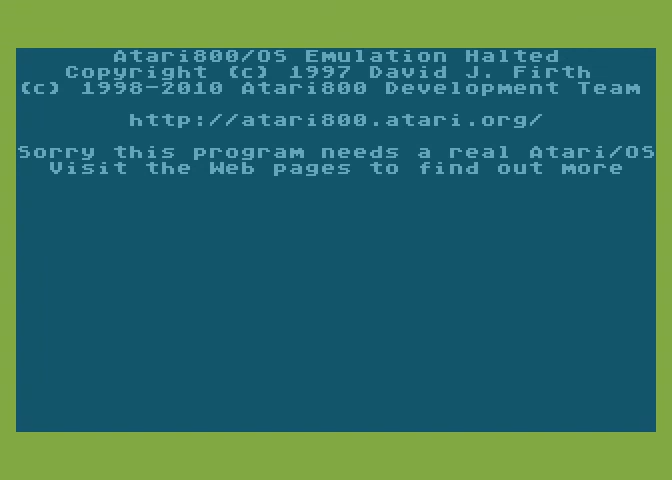 Atari800/OS Emulation Halted
Copyright (c) 1997 David J. Firth
(c) 1998-2010 Atari800 Development Team
http://atari800.atari.org/
Sorry this program needs a real Atari/OS
Visit the Web pages to find out more